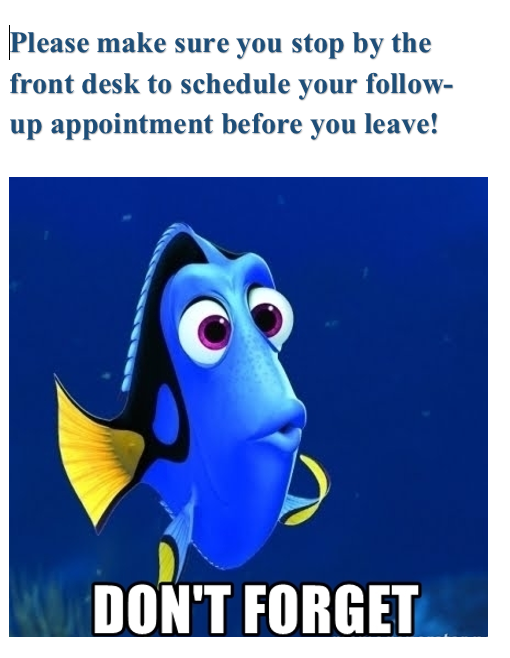 Please make sure you stop by the
front desk to schedule your follow-
up appointment before you leave!
DON'T FORGET